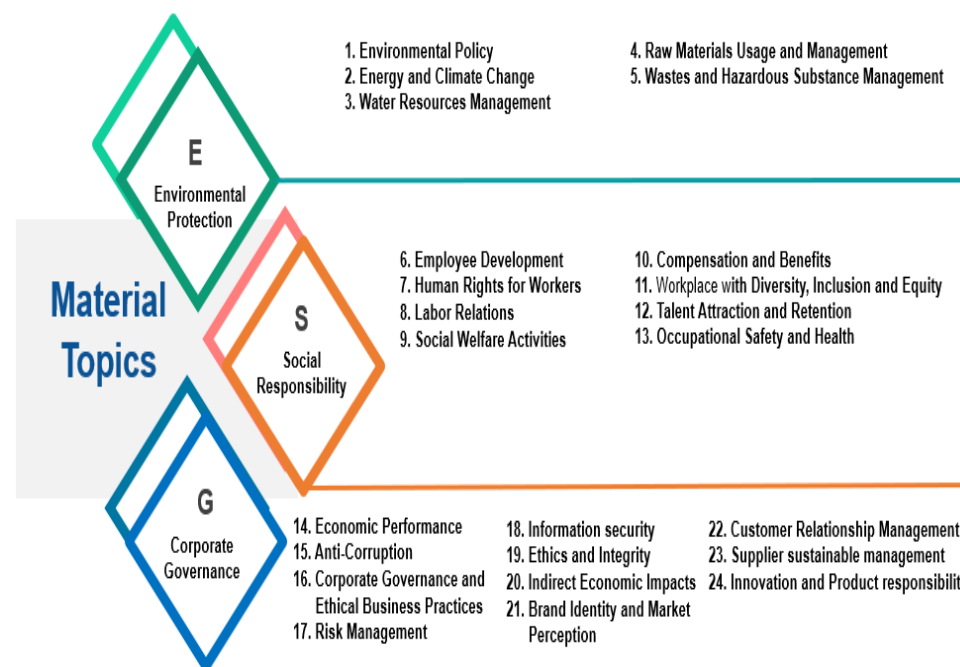 1. Environmental Policy
2. Energy and Climate Change
3. Water Resources Management
4. Raw Materials Usage and Management
5. Wastes and Hazardous Substance Management
E
Environmental
Protection
Material
Topics
6. Employee Development
7. Human Rights for Workers
8. Labor Relations
9. Social Welfare Activities
10. Compensation and Benefits
11. Workplace with Diversity, Inclusion and Equity
12. Talent Attraction and Retention
13. Occupational Safety and Health
S
Social
Responsibility
G
Corporate
Governance
14. Economic Performance
15. Anti-Corruption
16. Corporate Governance and
Ethical Business Practices
17. Risk Management
18. Information security
19. Ethics and Integrity
20. Indirect Economic Impacts
21. Brand Identity and Market
Perception
22. Customer Relationship Management
23. Supplier sustainable management
24. Innovation and Product responsibilit